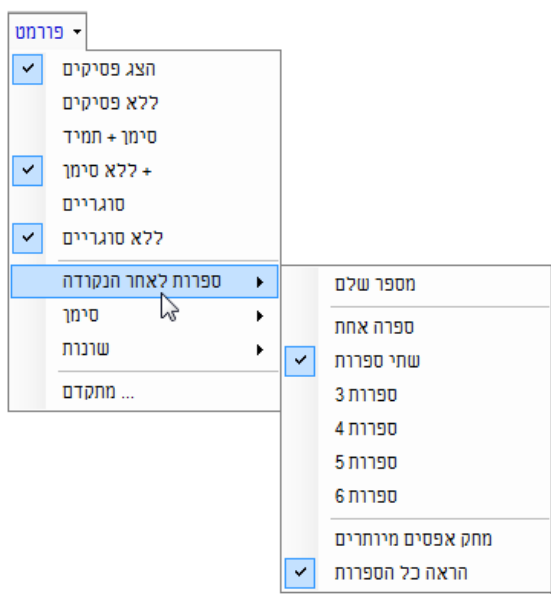 פורמט
הצג פסיקים
ללא פסיקים
סימן + תמיד
+ ללא סימן
סוגריים
ללא סוגריים
ספרות לאחר הנקודה
סימן
שונות
... מתקדם
מספר שלם
ספרה אחת
שתי ספרות
3 ספרות
4 ספרות
5 ספרות
6 ספרות
מחק אפסים מיותרים
הראה כל הספרות